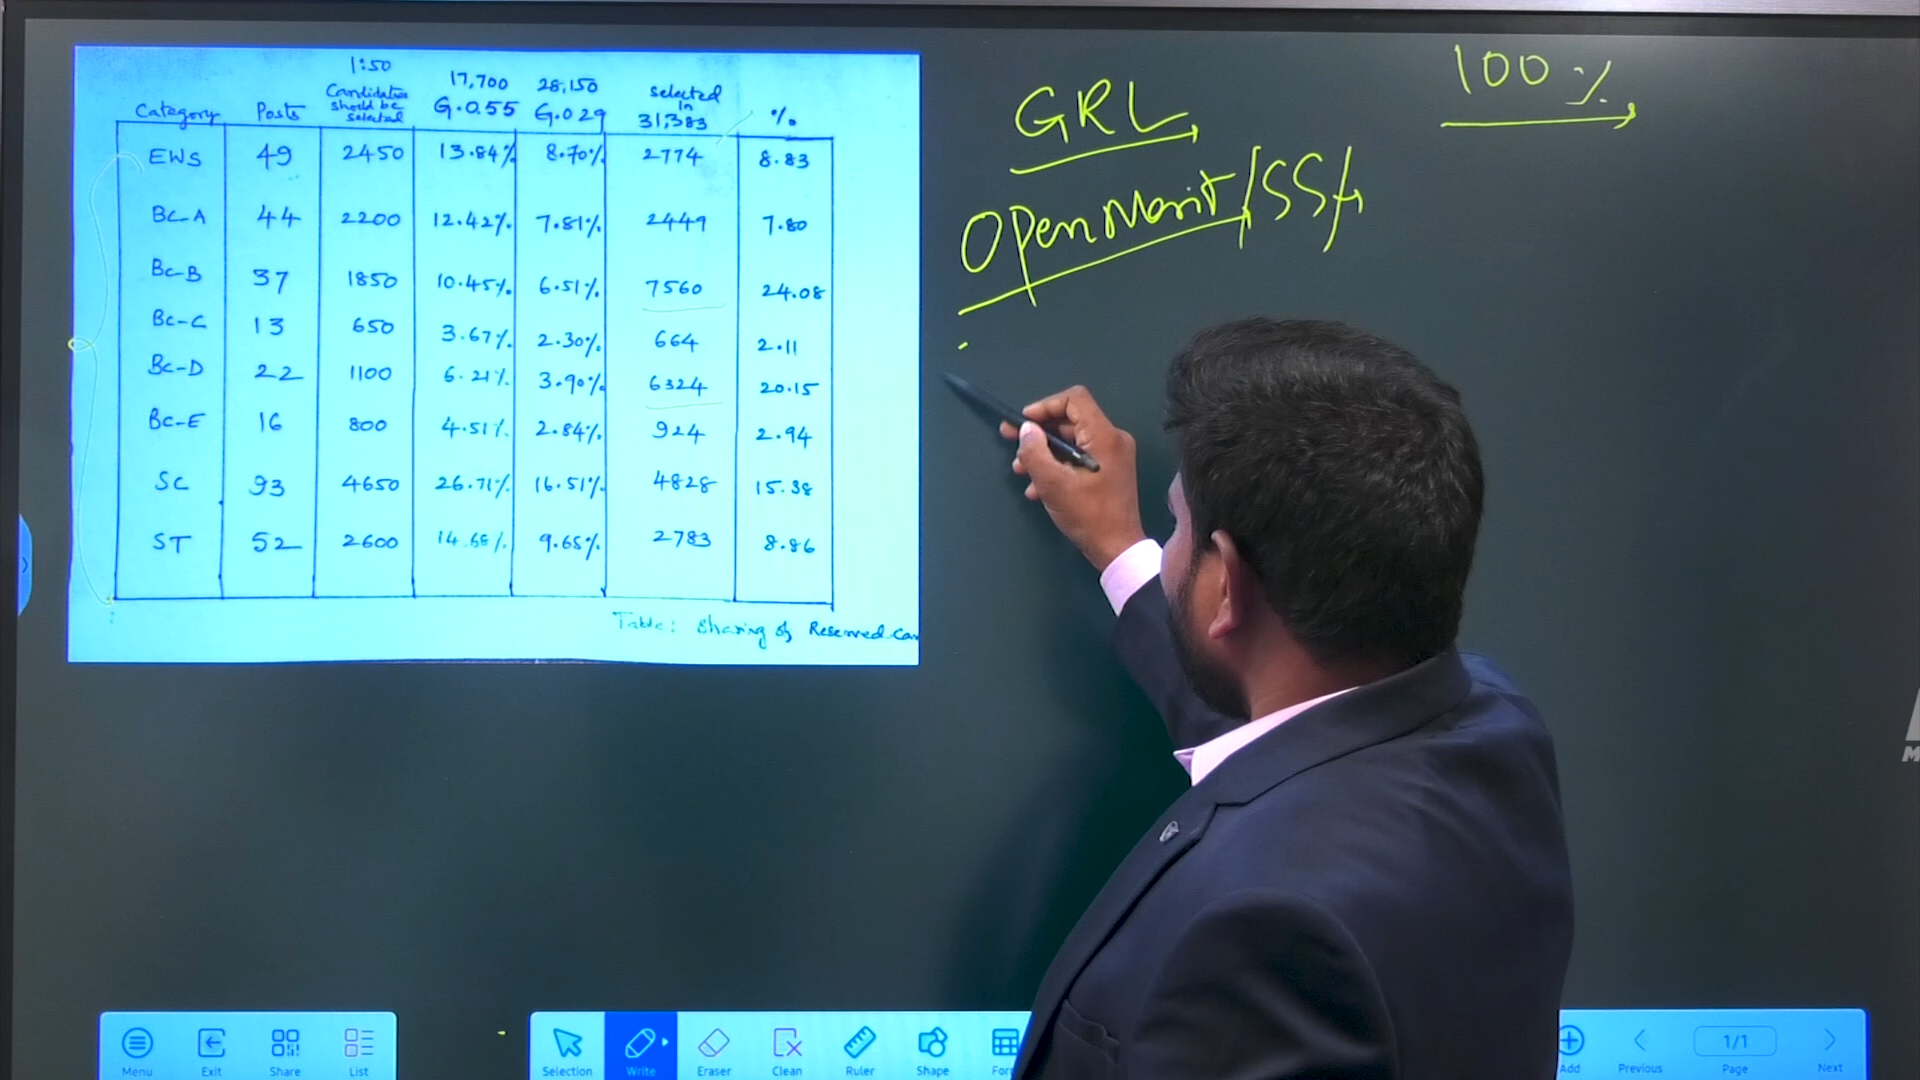 Category Posts 1:50 Candidates should be selected 17,700 G.O.55 28,150 G.O29 selected in 31,383 %
EWS 49 2450 13.84% 8.70% 2774 8.83
BC-A 44 2200 12.42% 7.81% 2449 7.80
BC-B 37 1850 10.45% 6.51% 7560 24.08
BC-C 13 650 3.67% 2.30% 664 2.11
BC-D 22 1100 6.21% 3.90% 6324 20.15
BC-E 16 800 4.51% 2.84% 924 2.94
SC 93 4650 26.71% 16.51% 4828 15.38
ST 52 2600 14.68% 9.65% 2783 8.86
Table: Sharing of Reserved
GRL
100%
Open Merit/SS/
Menu Exit Share List
Selection Write Eraser Clean Ruler Shape
Add Previous 1/1 Page Next